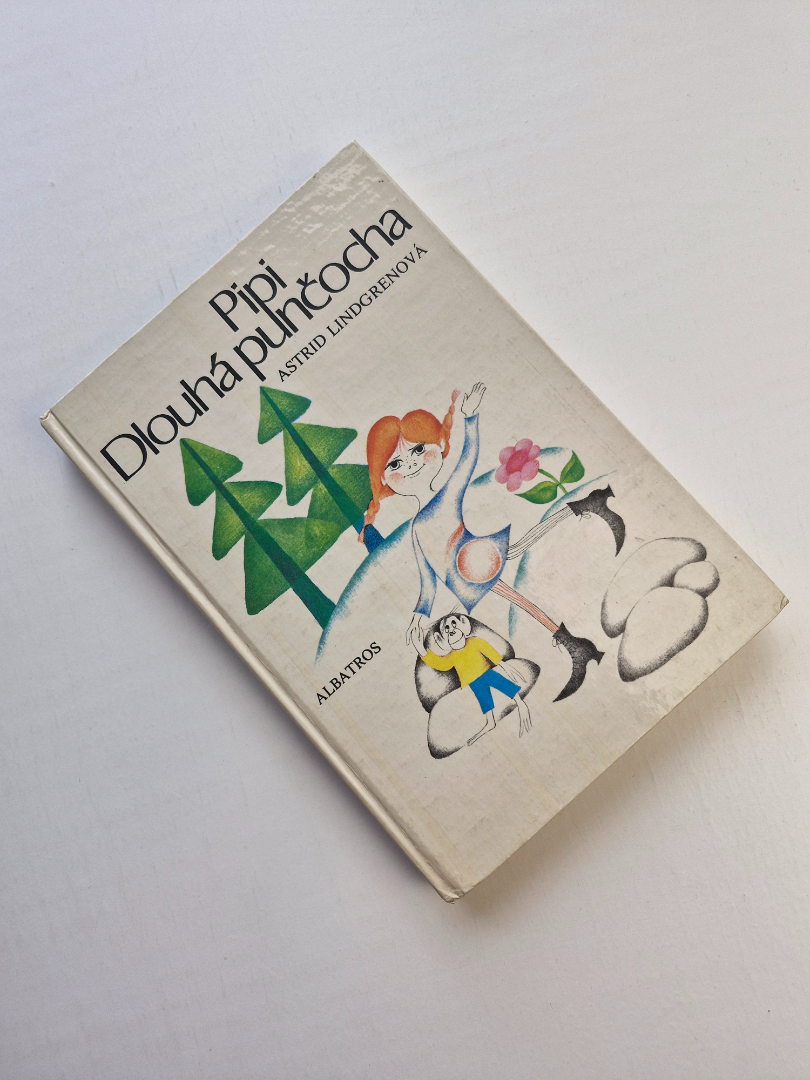 Pipi
Dlouhá punčocha
ASTRID LINDGRENOVÁ
ALBATROS